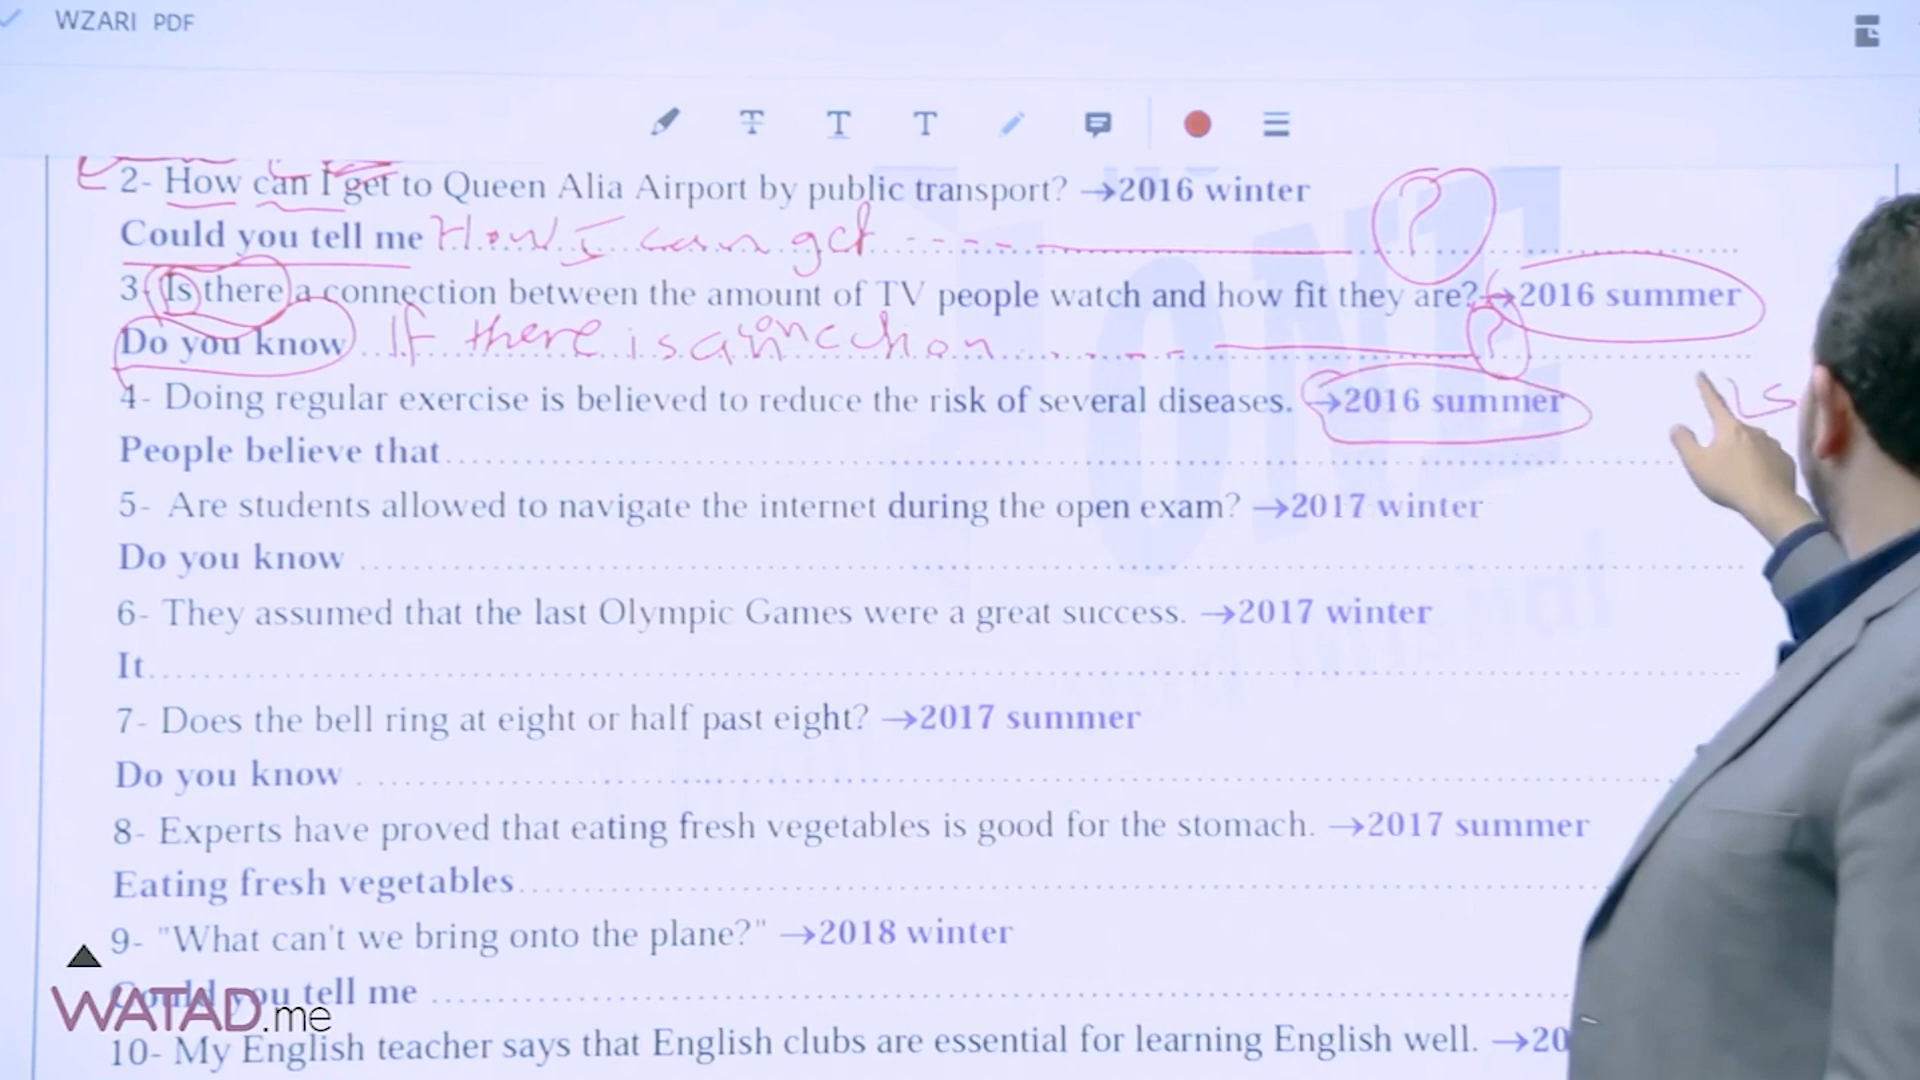 WZARI PDF
2- How can I get to Queen Alia Airport by public transport? →2016 winter
Could you tell me How I can get ---- ?
3- Is there a connection between the amount of TV people watch and how fit they are? →2016 summer
Do you know If there is a connection .... ?
4- Doing regular exercise is believed to reduce the risk of several diseases. →2016 summer
People believe that
5- Are students allowed to navigate the internet during the open exam? →2017 winter
Do you know
6- They assumed that the last Olympic Games were a great success. →2017 winter
It
7- Does the bell ring at eight or half past eight? →2017 summer
Do you know
8- Experts have proved that eating fresh vegetables is good for the stomach. →2017 summer
Eating fresh vegetables
9- "What can't we bring onto the plane?" →2018 winter
Could you tell me
WATAD.me
10- My English teacher says that English clubs are essential for learning English well. →20